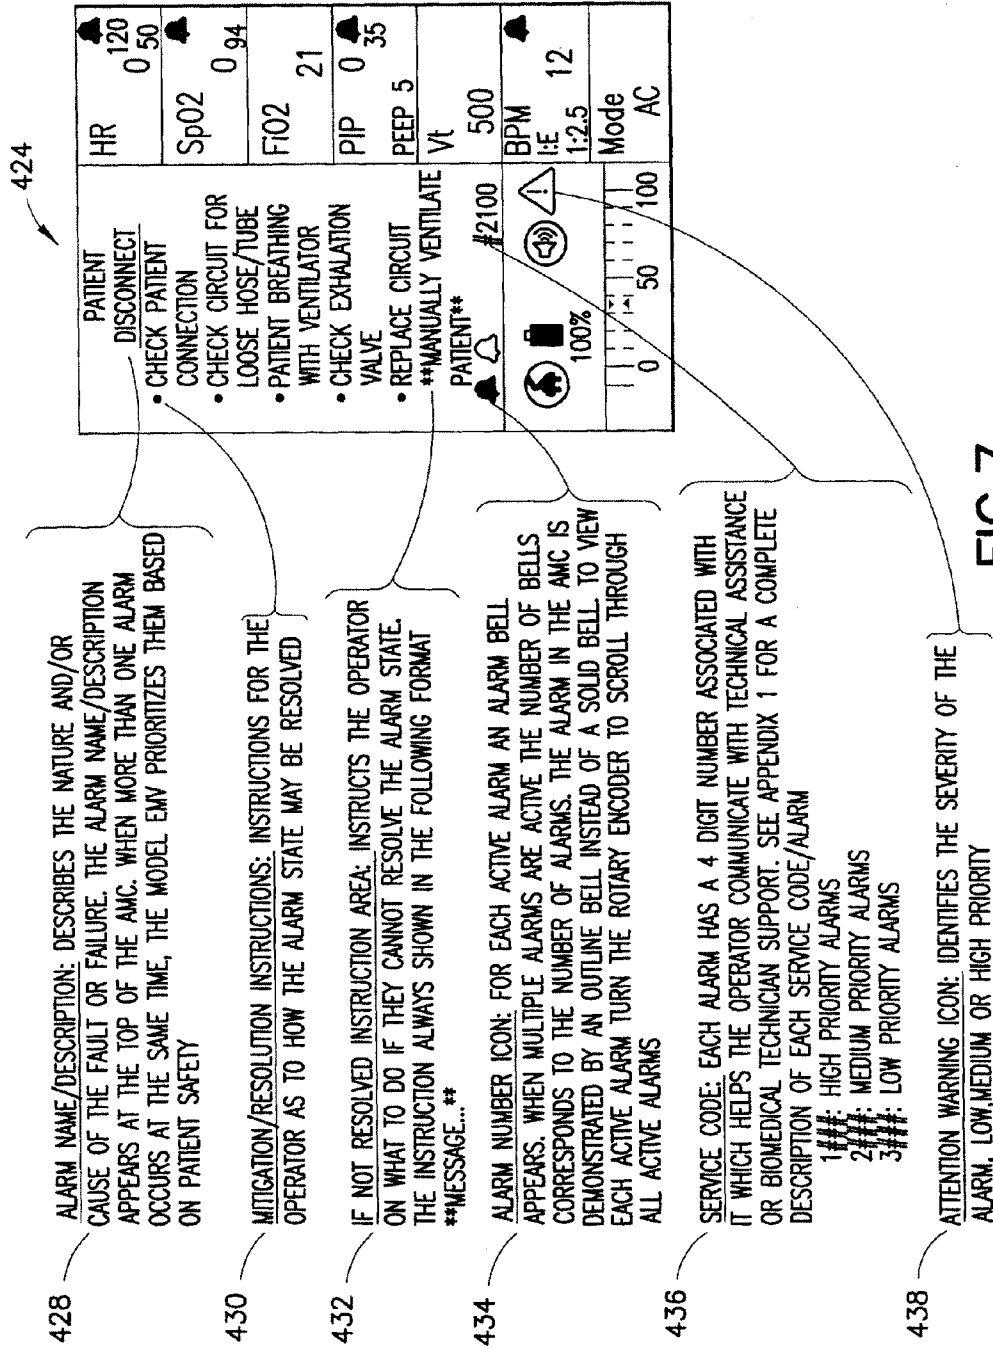 424
428
ALARM NAME/DESCRIPTION: DESCRIBES THE NATURE AND/OR
CAUSE OF THE FAULT OR FAILURE. THE ALARM NAME/DESCRIPTION
APPEARS AT THE TOP OF THE AMC. WHEN MORE THAN ONE ALARM
OCCURS AT THE SAME TIME, THE MODEL EMV PRIORITIZES THEM BASED
ON PATIENT SAFETY
430
MITIGATION/RESOLUTION INSTRUCTIONS: INSTRUCTIONS FOR THE
OPERATOR AS TO HOW THE ALARM STATE MAY BE RESOLVED
432
IF NOT RESOLVED INSTRUCTION AREA: INSTRUCTS THE OPERATOR
ON WHAT TO DO IF THEY CANNOT RESOLVE THE ALARM STATE.
THE INSTRUCTION ALWAYS SHOWN IN THE FOLLOWING FORMAT
**MESSAGE...**
434
ALARM NUMBER ICON: FOR EACH ACTIVE ALARM AN ALARM BELL
APPEARS. WHEN MULTIPLE ALARMS ARE ACTIVE THE NUMBER OF BELLS
CORRESPONDS TO THE NUMBER OF ALARMS. THE ALARM IN THE AMC IS
DEMONSTRATED BY AN OUTLINE BELL INSTEAD OF A SOLID BELL. TO VIEW
EACH ACTIVE ALARM TURN THE ROTARY ENCODER TO SCROLL THROUGH
ALL ACTIVE ALARMS
436
SERVICE CODE: EACH ALARM HAS A 4 DIGIT NUMBER ASSOCIATED WITH
IT WHICH HELPS THE OPERATOR COMMUNICATE WITH TECHNICAL ASSISTANCE
OR BIOMEDICAL TECHNICIAN SUPPORT. SEE APPENDIX 1 FOR A COMPLETE
DESCRIPTION OF EACH SERVICE CODE/ALARM
1###: HIGH PRIORITY ALARMS
2###: MEDIUM PRIORITY ALARMS
3###: LOW PRIORITY ALARMS
438
ATTENTION WARNING ICON: IDENTIFIES THE SEVERITY OF THE
ALARM, LOW,MEDIUM OR HIGH PRIORITY
PATIENT
DISCONNECT
• CHECK PATIENT
CONNECTION
• CHECK CIRCUIT FOR
LOOSE HOSE/TUBE
• PATIENT BREATHING
WITH VENTILATOR
• CHECK EXHALATION
VALVE
• REPLACE CIRCUIT
**MANUALLY VENTILATE
PATIENT**
#2100
100%
0 50 100
HR
0 120
50
SpO2
0 94
FiO2
21
PIP 0
35
PEEP 5
Vt
500
BPM
I:E 12
1:2.5
Mode
AC
FIG.7